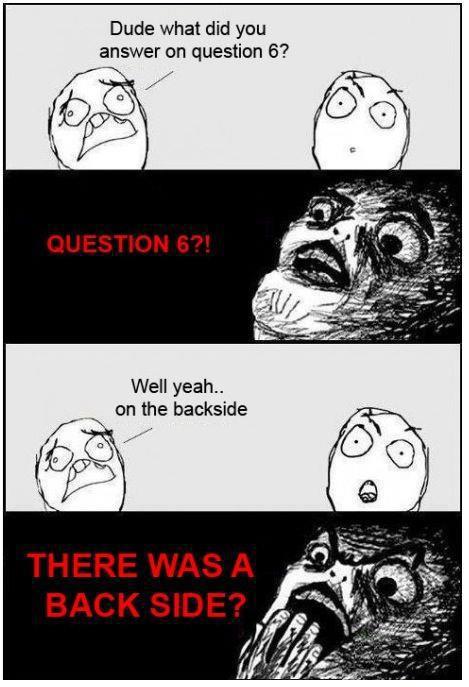 Dude what did you
answer on question 6?
QUESTION 6?!
Well yeah..
on the backside
THERE WAS A
BACK SIDE?